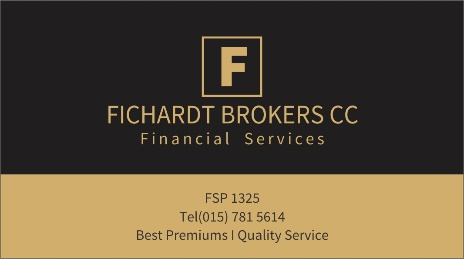 F
FICHARDT BROKERS CC
Financial Services
FSP 1325
Tel(015) 781 5614
Best Premiums I Quality Service